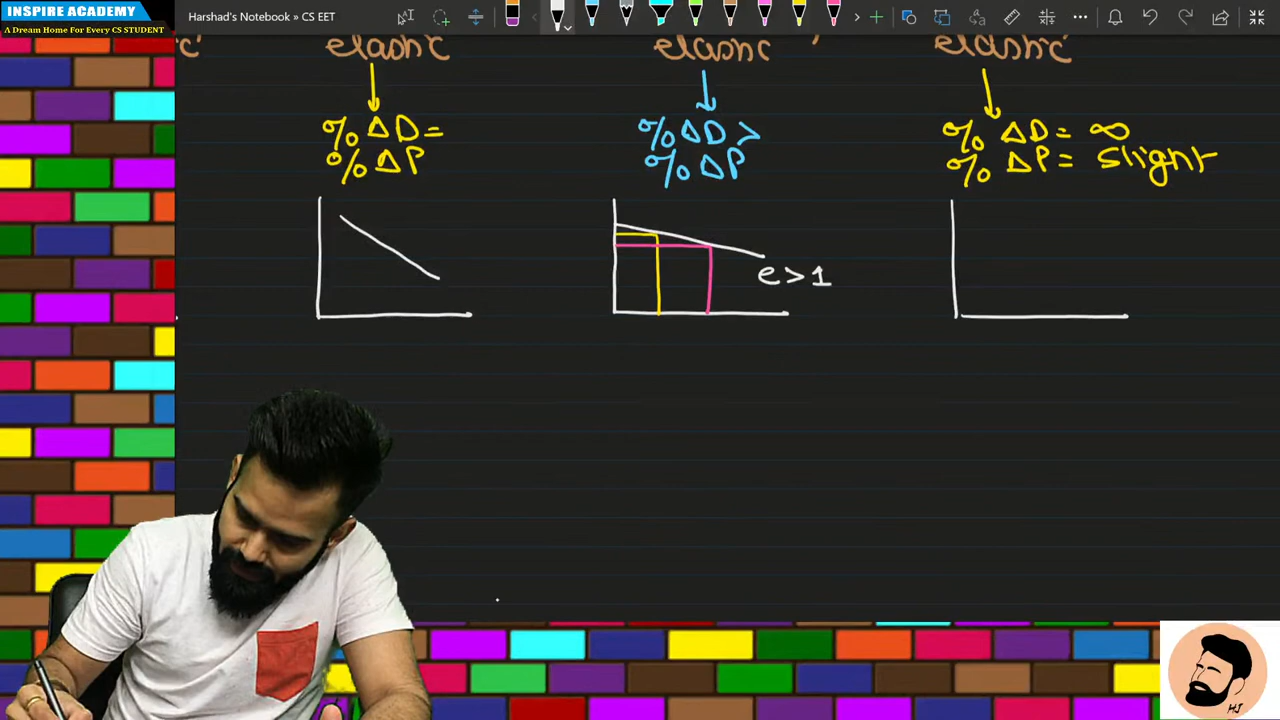 INSPIRE ACADEMY
A Dream Home For Every CS STUDENT
Harshad's Notebook » CS EET
elastic
elastic
elastic
%ΔD=
%ΔP
%ΔD>
%ΔP
%ΔD=∞
%ΔP= slight
e>1
HS